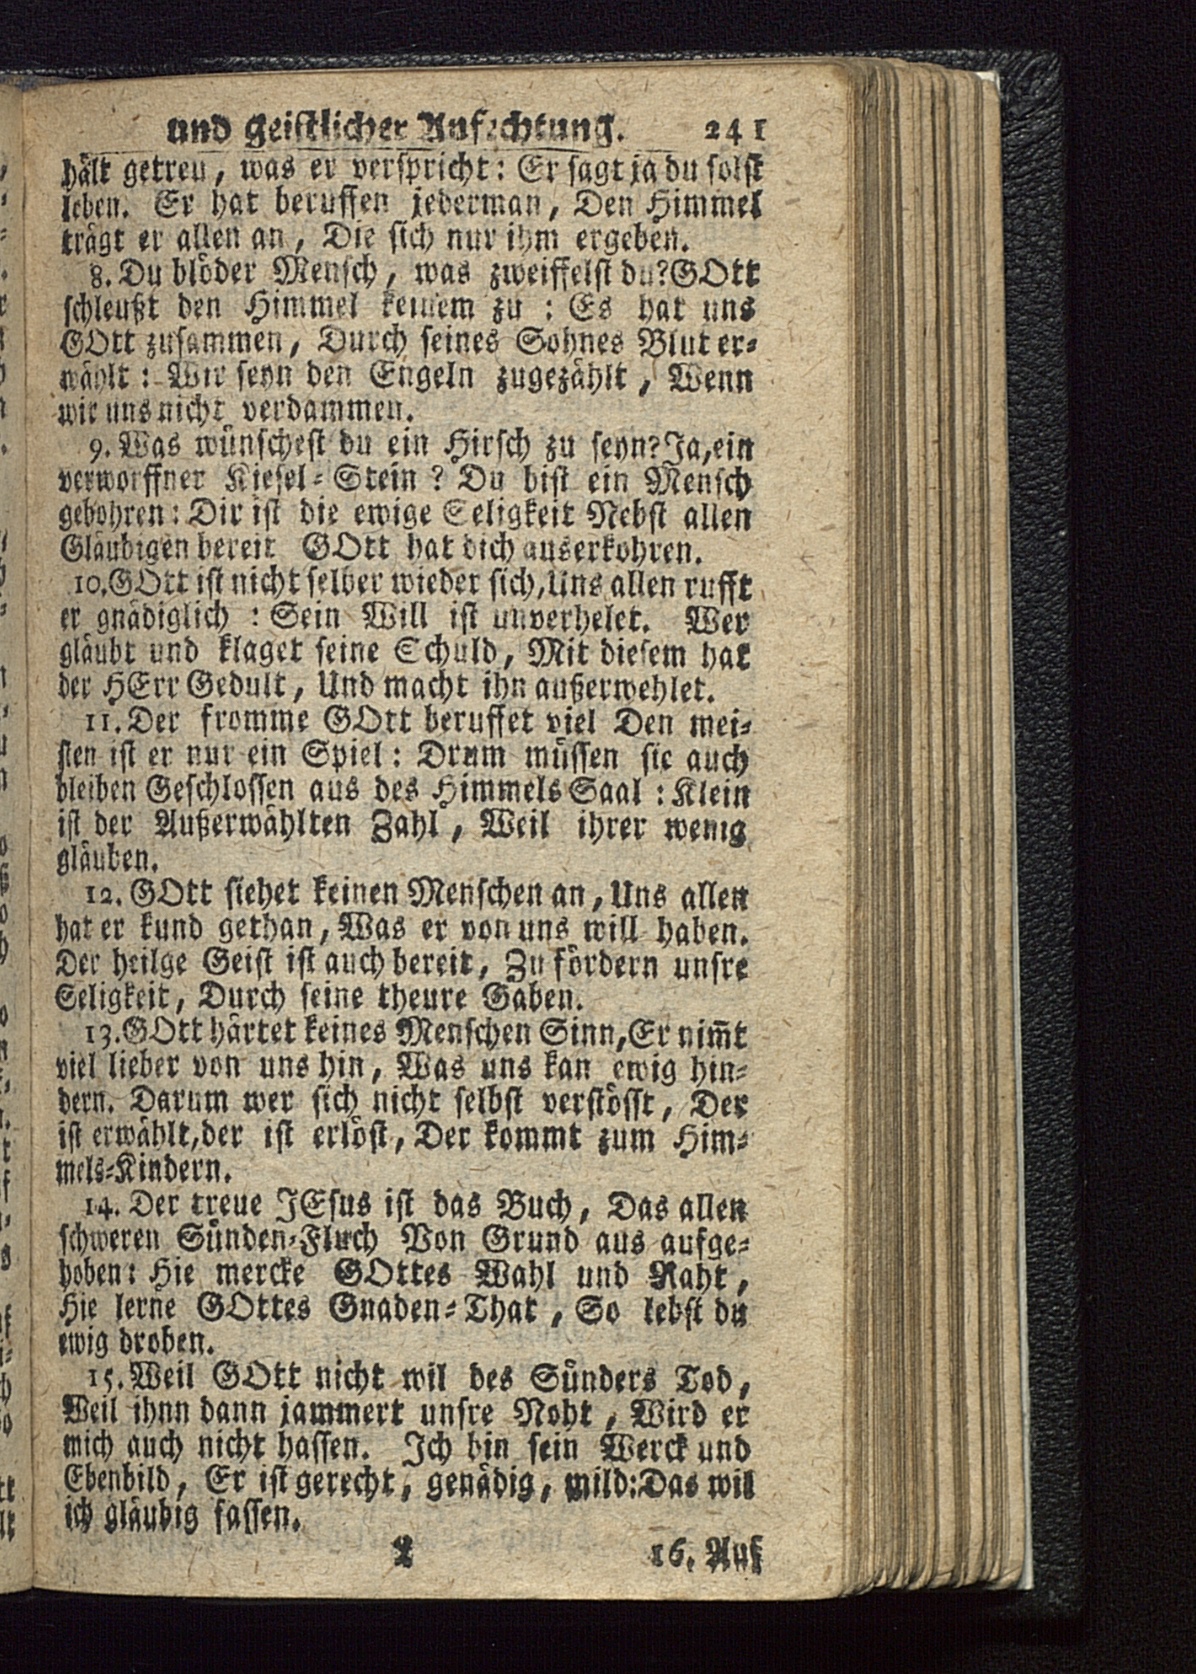 und geistlicher Anfechtung. 241
hält getreu, was er verspricht: Er sagt ja du solst
leben. Er hat beruffen jederman, Den Himmel
trägt er allen an, Die sich nur ihm ergeben.
8. Du blöder Mensch, was zweiffelst du? GOtt
schleußt den Himmel keinem zu : Es hat uns
GOtt zusammen, Durch seines Sohnes Blut er-
wählt: Wir seyn den Engeln zugezählt, Wenn
wir uns nicht verdammen.
9. Was wünschest du ein Hirsch zu seyn? Ja, ein
verworffner Kiesel-Stein? Du bist ein Mensch
gebohren: Dir ist die ewige Seligkeit Nebst allen
Gläubigen bereit GOtt hat dich auserkohren.
10. GOtt ist nicht selber wieder sich, Uns allen rufft
er gnädiglich : Sein Will ist unverhelet. Wer
gläubt und klaget seine Schuld, Mit diesem hat
der HErr Gedult, Und macht ihn außerwehlet.
11. Der fromme GOtt beruffet viel Den mei-
sten ist er nur ein Spiel: Drum müssen sie auch
bleiben Geschlossen aus des Himmels Saal: Klein
ist der Außerwählten Zahl, Weil ihrer wenig
gläuben.
12. GOtt siehet keinen Menschen an, Uns allen
hat er kund gethan, Was er von uns will haben.
Der heilge Geist ist auch bereit, Zu fördern unsre
Seligkeit, Durch seine theure Gaben.
13. GOtt härtet keines Menschen Sinn, Er nim̅t
viel lieber von uns hin, Was uns kan ewig hin-
dern. Darum wer sich nicht selbst verstösst, Der
ist erwählt, der ist erlöst, Der kommt zum Him-
mels-Kindern.
14. Der treue JEsus ist das Buch, Das allen
schweren Sünden-Fluch Von Grund aus aufge-
hoben: Hie mercke GOttes Wahl und Raht,
Hie lerne GOttes Gnaden-That, So lebst du
ewig droben.
15. Weil GOtt nicht wil des Sünders Tod,
Weil ihnn dann jammert unsre Noht, Wird er
mich auch nicht hassen. Ich bin sein Werck und
Ebenbild, Er ist gerecht, genädig, mild: Das will
ich gläubig fassen.
16. Auf